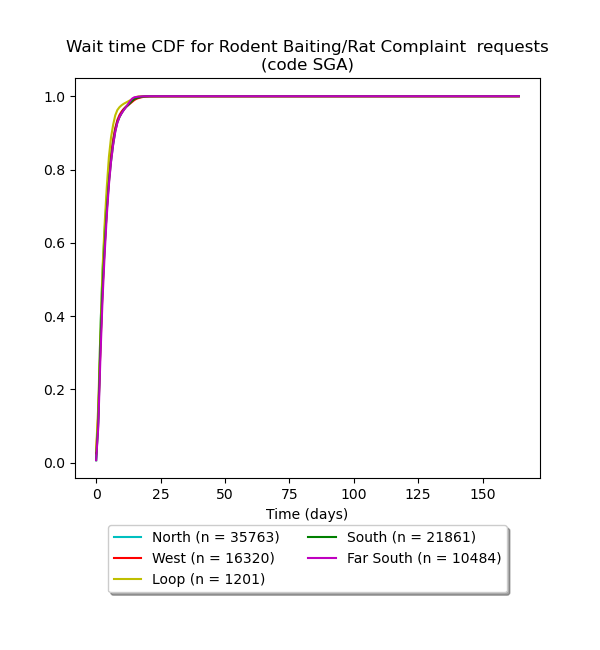 Wait time CDF for Rodent Baiting/Rat Complaint  requests
(code SGA)
1.0
0.8
0.6
0.4
0.2
0.0
0 25 50 75 100 125 150
Time (days)
North (n = 35763) South (n = 21861)
West (n = 16320) Far South (n = 10484)
Loop (n = 1201)